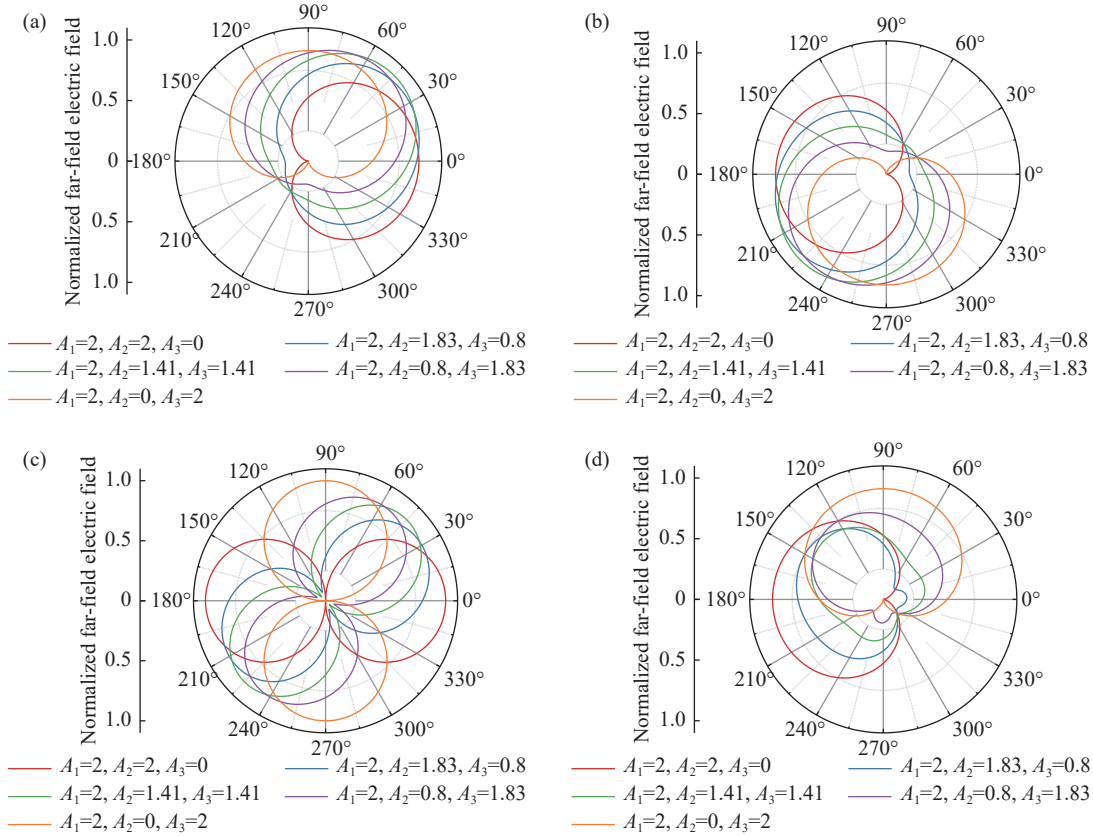 (a)
Normalized far-field electric field
1.0
0.5
0
0.5
1.0
90°
120°
60°
150°
30°
180°
0°
210°
330°
240°
300°
270°
A₁=2, A₂=2, A₃=0
A₁=2, A₂=1.83, A₃=0.8
A₁=2, A₂=1.41, A₃=1.41
A₁=2, A₂=0.8, A₃=1.83
A₁=2, A₂=0, A₃=2
(b)
Normalized far-field electric field
1.0
0.5
0
0.5
1.0
90°
120°
60°
150°
30°
180°
0°
210°
330°
240°
300°
270°
A₁=2, A₂=2, A₃=0
A₁=2, A₂=1.83, A₃=0.8
A₁=2, A₂=1.41, A₃=1.41
A₁=2, A₂=0.8, A₃=1.83
A₁=2, A₂=0, A₃=2
(c)
Normalized far-field electric field
1.0
0.5
0
0.5
1.0
90°
120°
60°
150°
30°
180°
0°
210°
330°
240°
300°
270°
A₁=2, A₂=2, A₃=0
A₁=2, A₂=1.83, A₃=0.8
A₁=2, A₂=1.41, A₃=1.41
A₁=2, A₂=0.8, A₃=1.83
A₁=2, A₂=0, A₃=2
(d)
Normalized far-field electric field
1.0
0.5
0
0.5
1.0
90°
120°
60°
150°
30°
180°
0°
210°
330°
240°
300°
270°
A₁=2, A₂=2, A₃=0
A₁=2, A₂=1.83, A₃=0.8
A₁=2, A₂=1.41, A₃=1.41
A₁=2, A₂=0.8, A₃=1.83
A₁=2, A₂=0, A₃=2